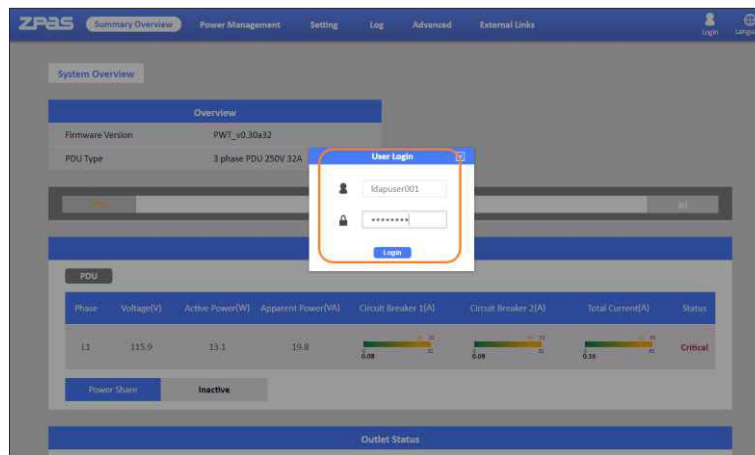 ZPAS Summary Overview Power Management Setting Log Advanced External Links Login
System Overview
Overview
Firmware Version PWT_v0.30a32
PDU Type 3 phase PDU 250V 32A
User Login
ldapuser001
********
Login
PDU
Phase Voltage(V) Active Power(W) Apparent Power(VA) Circuit Breaker 1(A) Circuit Breaker 2(A) Total Current(A) Status
L1 115.9 13.1 19.8 0.08 32 0.08 32 0.16 Critical
Power Share Inactive
Outlet Status